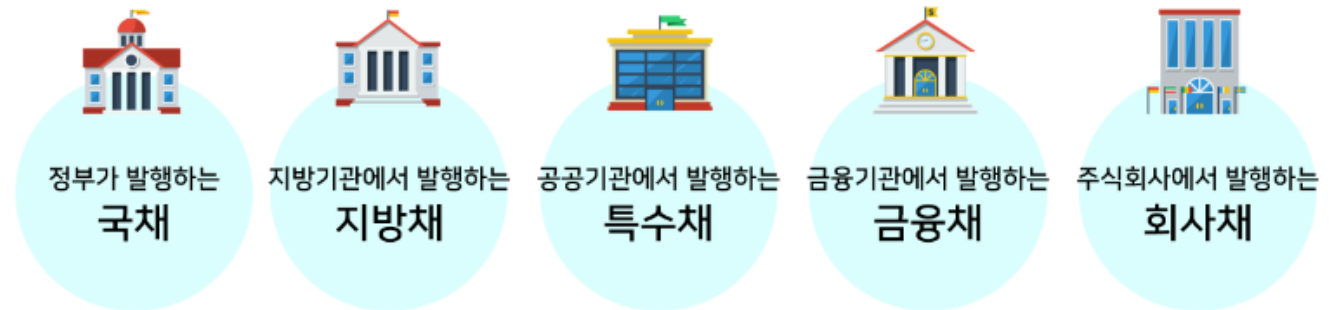 정부가 발행하는
국채
지방기관에서 발행하는
지방채
공공기관에서 발행하는
특수채
금융기관에서 발행하는
금융채
주식회사에서 발행하는
회사채